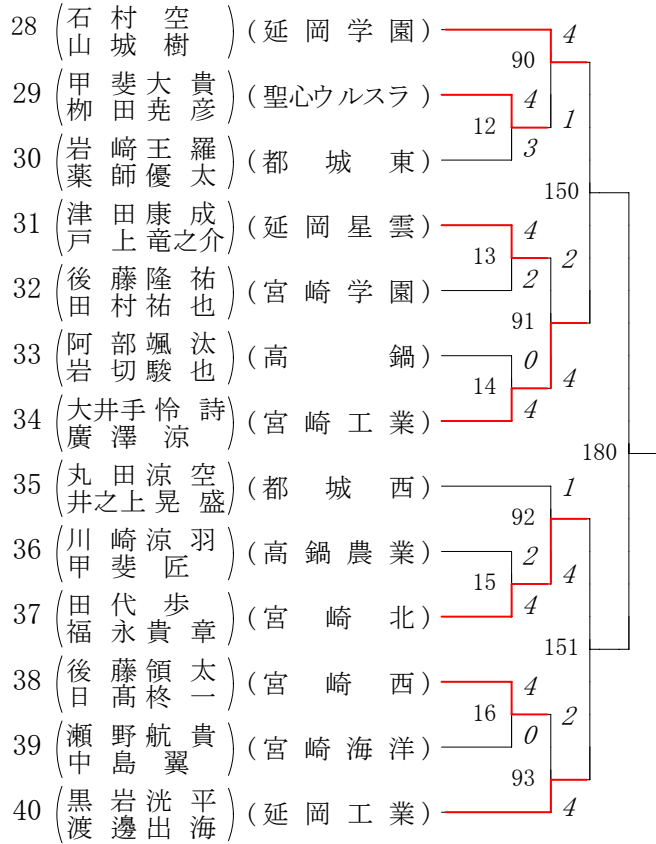 28 石村空 山城樹 (延岡学園) 4
90
29 甲斐大貴 栁田尭彦 (聖心ウルスラ) 4 1
12 3
30 岩﨑王羅 薬師優太 (都城東)
150
31 津田康成 戸上竜之介 (延岡星雲) 4
13 2 2
32 後藤隆祐 田村祐也 (宮崎学園)
91
33 阿部颯汰 岩切駿也 (高鍋) 0
14 4 4
34 大井手怜詩 廣澤涼 (宮崎工業)
180
35 丸田涼空 井之上晃盛 (都城西) 1
92
36 川崎涼羽 甲斐匠 (高鍋農業) 2
15 4 4
37 田代歩 福永貴章 (宮崎北)
151
38 後藤領太 日髙柊一 (宮崎西) 4
16 0 2
39 瀬野航貴 中島翼 (宮崎海洋)
93
40 黒岩洸平 渡邊出海 (延岡工業) 4